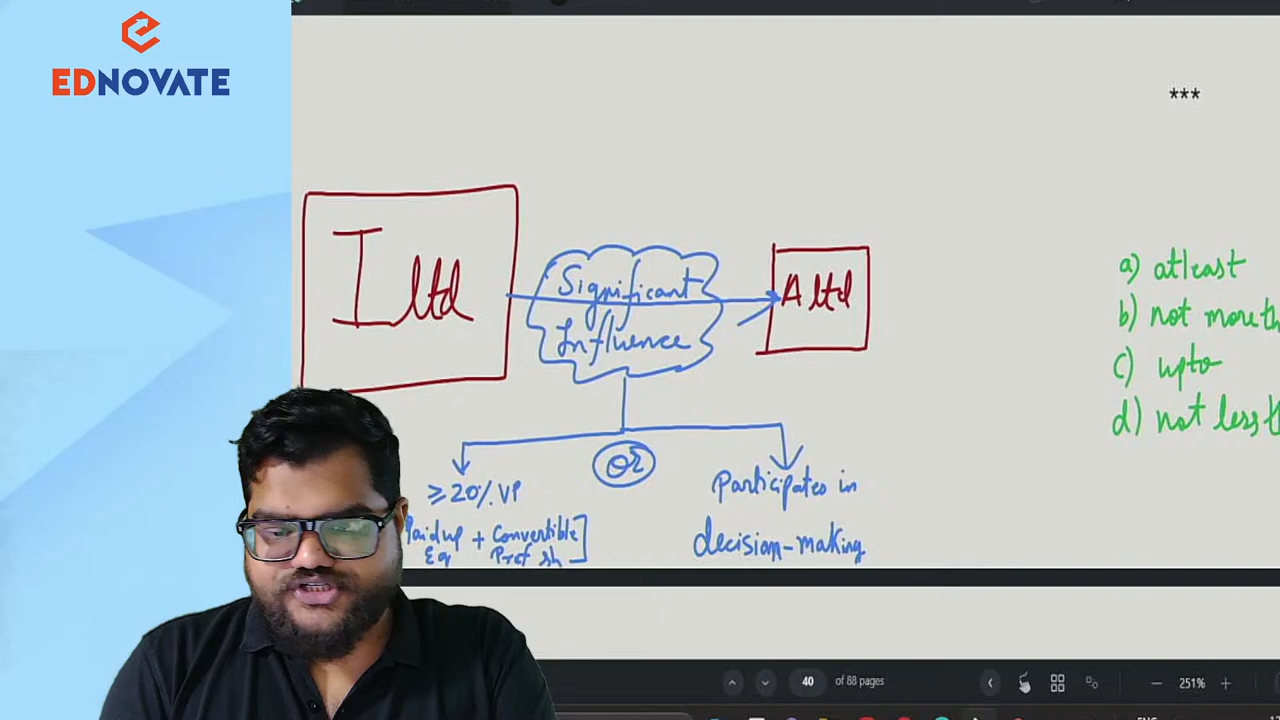 EDNOVATE
***
I ltd
Significant
Influence
A ltd
a) atleast
b) not more th
c) upto
d) not less th
or
≥20% VP
Paidup + Convertible]
Eq Pref sh
Participates in
decision-making
40 of 88 pages
251%